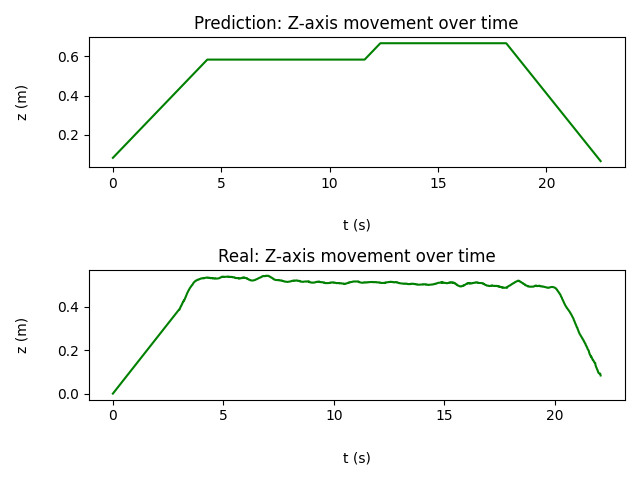 Prediction: Z-axis movement over time
0.6
0.4
0.2
z (m)
0 5 10 15 20
t (s)
Real: Z-axis movement over time
0.4
0.2
0.0
z (m)
0 5 10 15 20
t (s)